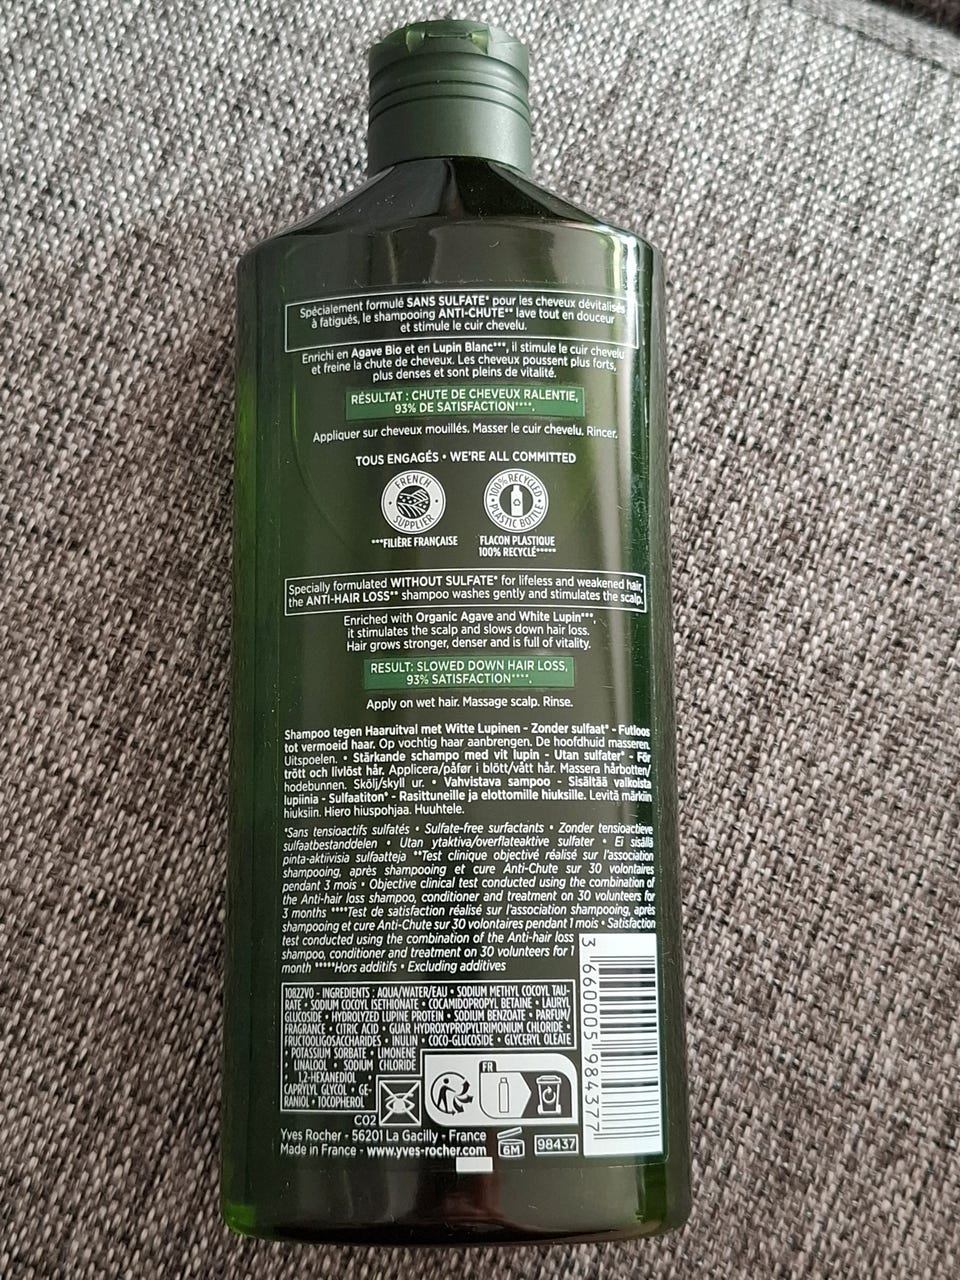 Spécialement formulé SANS SULFATE* pour les cheveux dévitalisés
à fatigués, le shampooing ANTI-CHUTE** lave tout en douceur
et stimule le cuir chevelu.
Enrichi en Agave Bio et en Lupin Blanc***, il stimule le cuir chevelu
et freine la chute de cheveux. Les cheveux poussent plus forts,
plus denses et sont pleins de vitalité.
RÉSULTAT : CHUTE DE CHEVEUX RALENTIE,
93% DE SATISFACTION****.
Appliquer sur cheveux mouillés. Masser le cuir chevelu. Rincer.
TOUS ENGAGÉS • WE'RE ALL COMMITTED
FRENCH SUPPLIER
100% RECYCLED PLASTIC BOTTLE
***FILIÈRE FRANÇAISE
FLACON PLASTIQUE
100% RECYCLÉ*****
Specially formulated WITHOUT SULFATE* for lifeless and weakened hair,
the ANTI-HAIR LOSS** shampoo washes gently and stimulates the scalp.
Enriched with Organic Agave and White Lupin***,
it stimulates the scalp and slows down hair loss.
Hair grows stronger, denser and is full of vitality.
RESULT: SLOWED DOWN HAIR LOSS,
93% SATISFACTION****.
Apply on wet hair. Massage scalp. Rinse.
Shampoo tegen Haaruitval met Witte Lupinen - Zonder sulfaat* - Futloos
tot vermoeid haar. Op vochtig haar aanbrengen. De hoofdhuid masseren.
Uitspoelen. • Stärkande schampo med vit lupin - Utan sulfater* - För
trött och livlöst hår. Applicera/påfør i blött/vått hår. Massera hårbotten/
hodebunnen. Skölj/skyll ur. • Vahvistava sampoo - Sisältää valkoista
lupiinia - Sulfaatiton* - Rasittuneille ja elottomille hiuksille. Levitä märkiin
hiuksiin. Hiero hiuspohjaa. Huuhtele.
*Sans tensioactifs sulfatés • Sulfate-free surfactants • Zonder tensioactieve
sulfaatbestanddelen • Utan ytaktiva/overflateaktive sulfater • Ei sisällä
pinta-aktiivisia sulfaatteja **Test clinique objectivé réalisé sur l'association
shampooing, après shampooing et cure Anti-Chute sur 30 volontaires
pendant 3 mois • Objective clinical test conducted using the combination of
the Anti-hair loss shampoo, conditioner and treatment on 30 volunteers for
3 months ****Test de satisfaction réalisé sur l'association shampooing, après
shampooing et cure Anti-Chute sur 30 volontaires pendant 1 mois • Satisfaction
test conducted using the combination of the Anti-hair loss
shampoo, conditioner and treatment on 30 volunteers for 1
month *****Hors additifs • Excluding additives
10822V0 - INGREDIENTS : AQUA/WATER/EAU • SODIUM METHYL COCOYL TAU-
RATE • SODIUM COCOYL ISETHIONATE • COCAMIDOPROPYL BETAINE • LAURYL
GLUCOSIDE • HYDROLYZED LUPINE PROTEIN • SODIUM BENZOATE • PARFUM/
FRAGRANCE • CITRIC ACID • GUAR HYDROXYPROPYLTRIMONIUM CHLORIDE •
FRUCTOOLIGOSACCHARIDES • INULIN • COCO-GLUCOSIDE • GLYCERYL OLEATE
• POTASSIUM SORBATE • LIMONENE
• LINALOOL • SODIUM CHLORIDE
• 1,2-HEXANEDIOL •
CAPRYLYL GLYCOL • GE-
RANIOL • TOCOPHEROL
FR
C02
Yves Rocher - 56201 La Gacilly - France
Made in France - www.yves-rocher.com
6M
98437
3 660005 984377